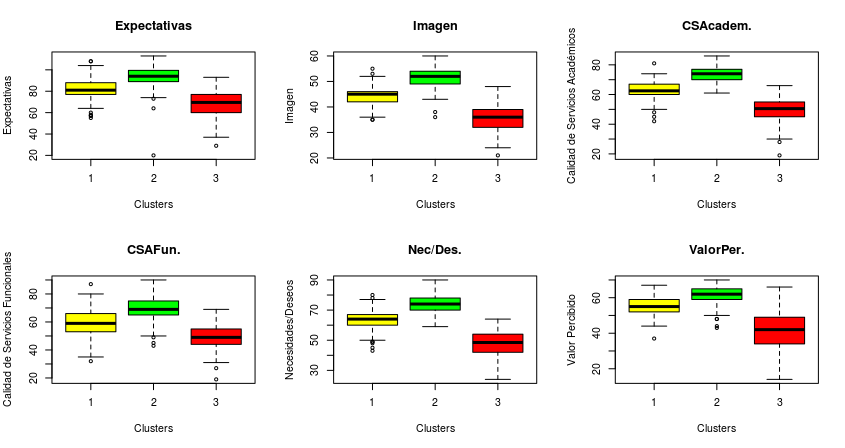 Expectativas
Expectativas
20
40
60
80
1
2
3
Clusters
Imagen
Imagen
20
30
40
50
60
1
2
3
Clusters
CSAcadem.
Calidad de Servicios Académicos
20
40
60
80
1
2
3
Clusters
CSAFun.
Calidad de Servicios Funcionales
20
40
60
80
1
2
3
Clusters
Nec/Des.
Necesidades/Deseos
30
50
70
90
1
2
3
Clusters
ValorPer.
Valor Percibido
20
40
60
1
2
3
Clusters